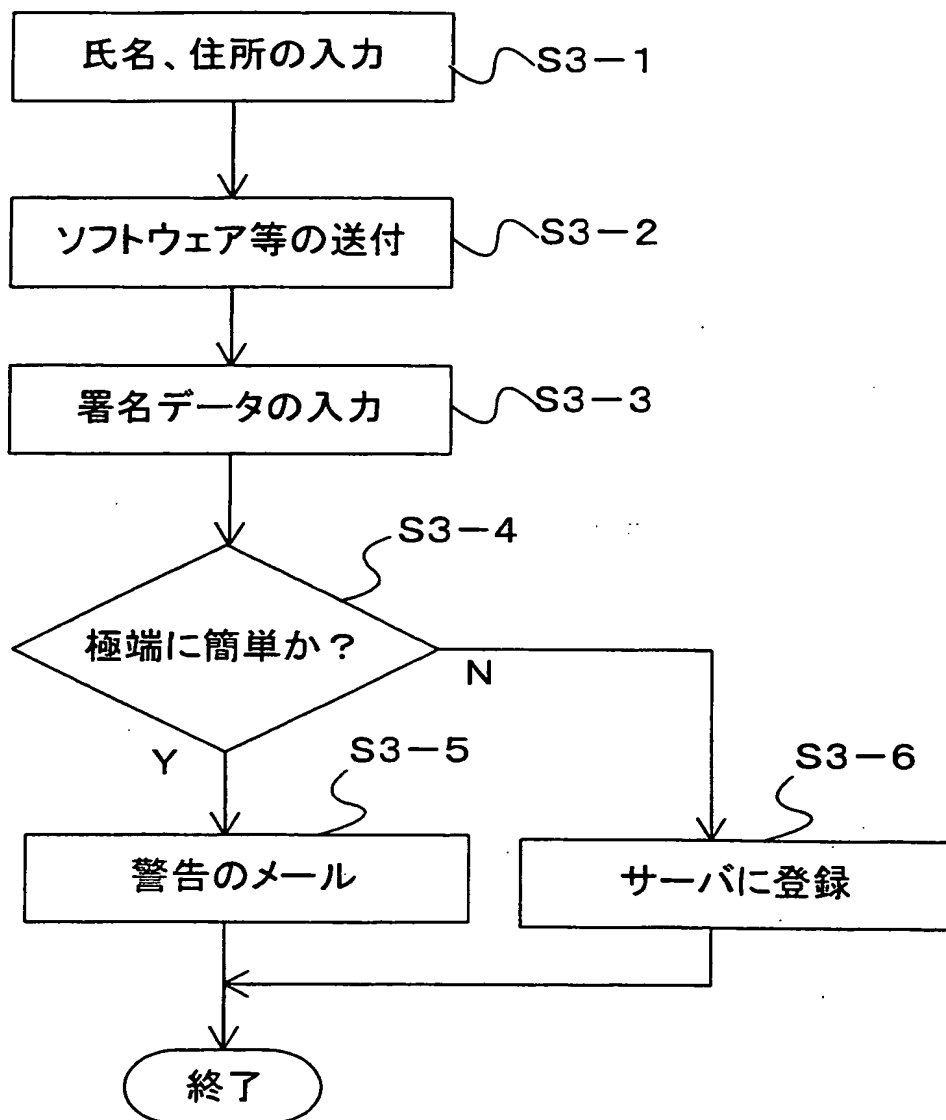 氏名、住所の入力
S3-1
ソフトウェア等の送付
S3-2
署名データの入力
S3-3
S3-4
極端に簡単か？
N
Y
S3-5
S3-6
警告のメール
サーバに登録
終了